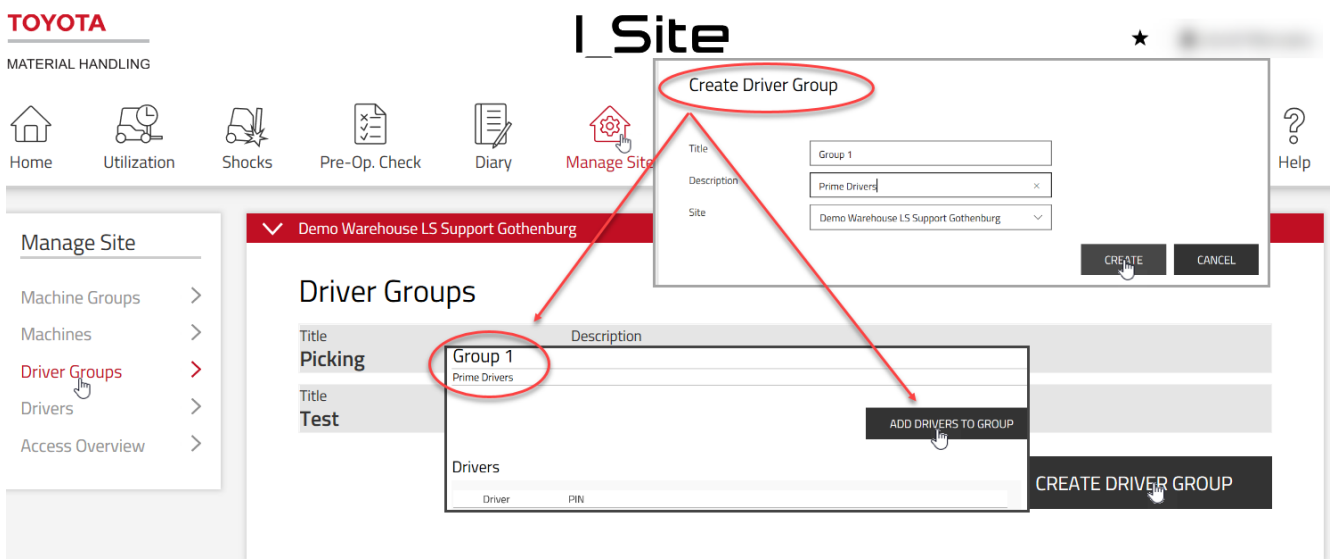 TOYOTA
MATERIAL HANDLING
I_Site
Home
Utilization
Shocks
Pre-Op. Check
Diary
Manage Site
Help
Create Driver Group
Title
Group 1
Description
Prime Drivers
Site
Demo Warehouse LS Support Gothenburg
CREATE
CANCEL
Manage Site
Machine Groups
Machines
Driver Groups
Drivers
Access Overview
Demo Warehouse LS Support Gothenburg
Driver Groups
Title
Description
Picking
Title
Test
Group 1
Prime Drivers
ADD DRIVERS TO GROUP
Drivers
Driver
PIN
CREATE DRIVER GROUP